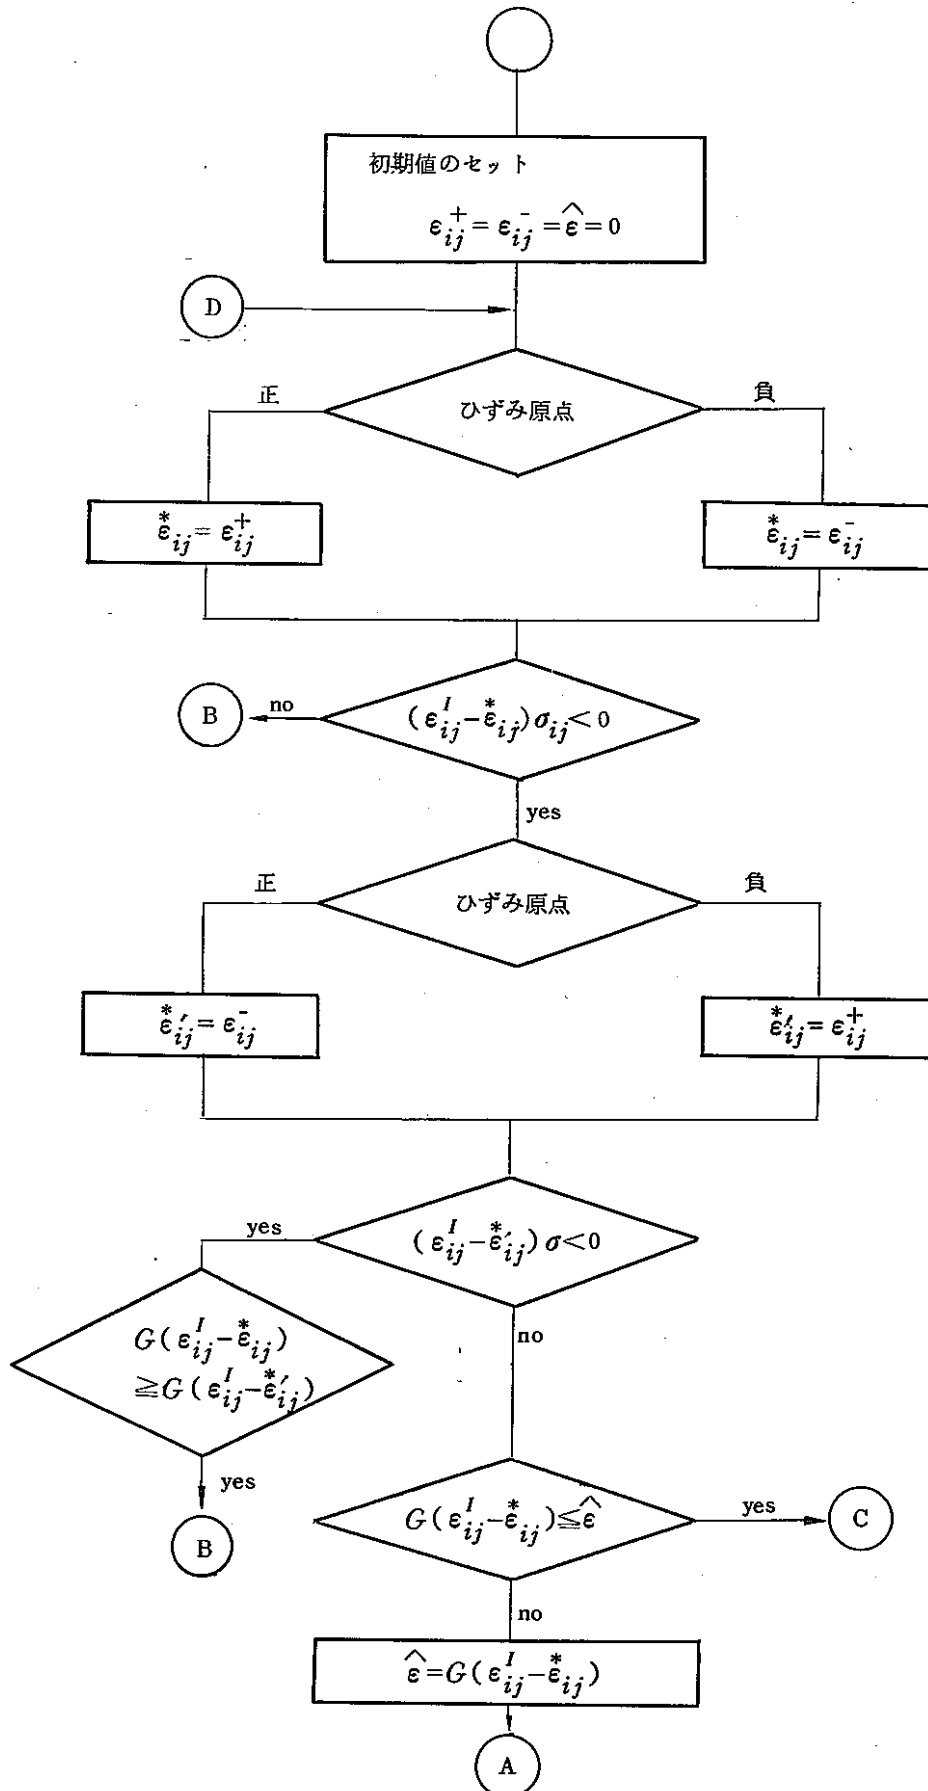 初期値のセット
ε⁺ᵢⱼ = ε⁻ᵢⱼ = ε̂ = 0
D
正
ひずみ原点
負
ε*ᵢⱼ = ε⁺ᵢⱼ
ε*ᵢⱼ = ε⁻ᵢⱼ
B
no
(εᴵᵢⱼ − ε*ᵢⱼ) σᵢⱼ < 0
yes
正
ひずみ原点
負
ε*′ᵢⱼ = ε⁻ᵢⱼ
ε*′ᵢⱼ = ε⁺ᵢⱼ
yes
(εᴵᵢⱼ − ε*′ᵢⱼ) σ < 0
no
G(εᴵᵢⱼ − ε*ᵢⱼ)
≧G(εᴵᵢⱼ − ε*′ᵢⱼ)
yes
B
G(εᴵᵢⱼ − ε*ᵢⱼ) ≦ ε̂
yes
C
no
ε̂ = G(εᴵᵢⱼ − ε*ᵢⱼ)
A